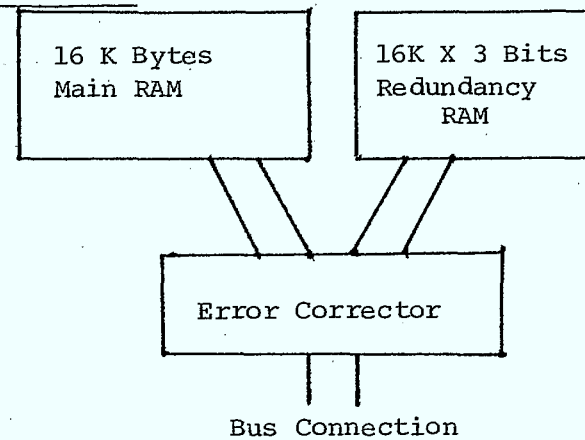 16 K Bytes
Main RAM
16K X 3 Bits
Redundancy
RAM
Error Corrector
Bus Connection